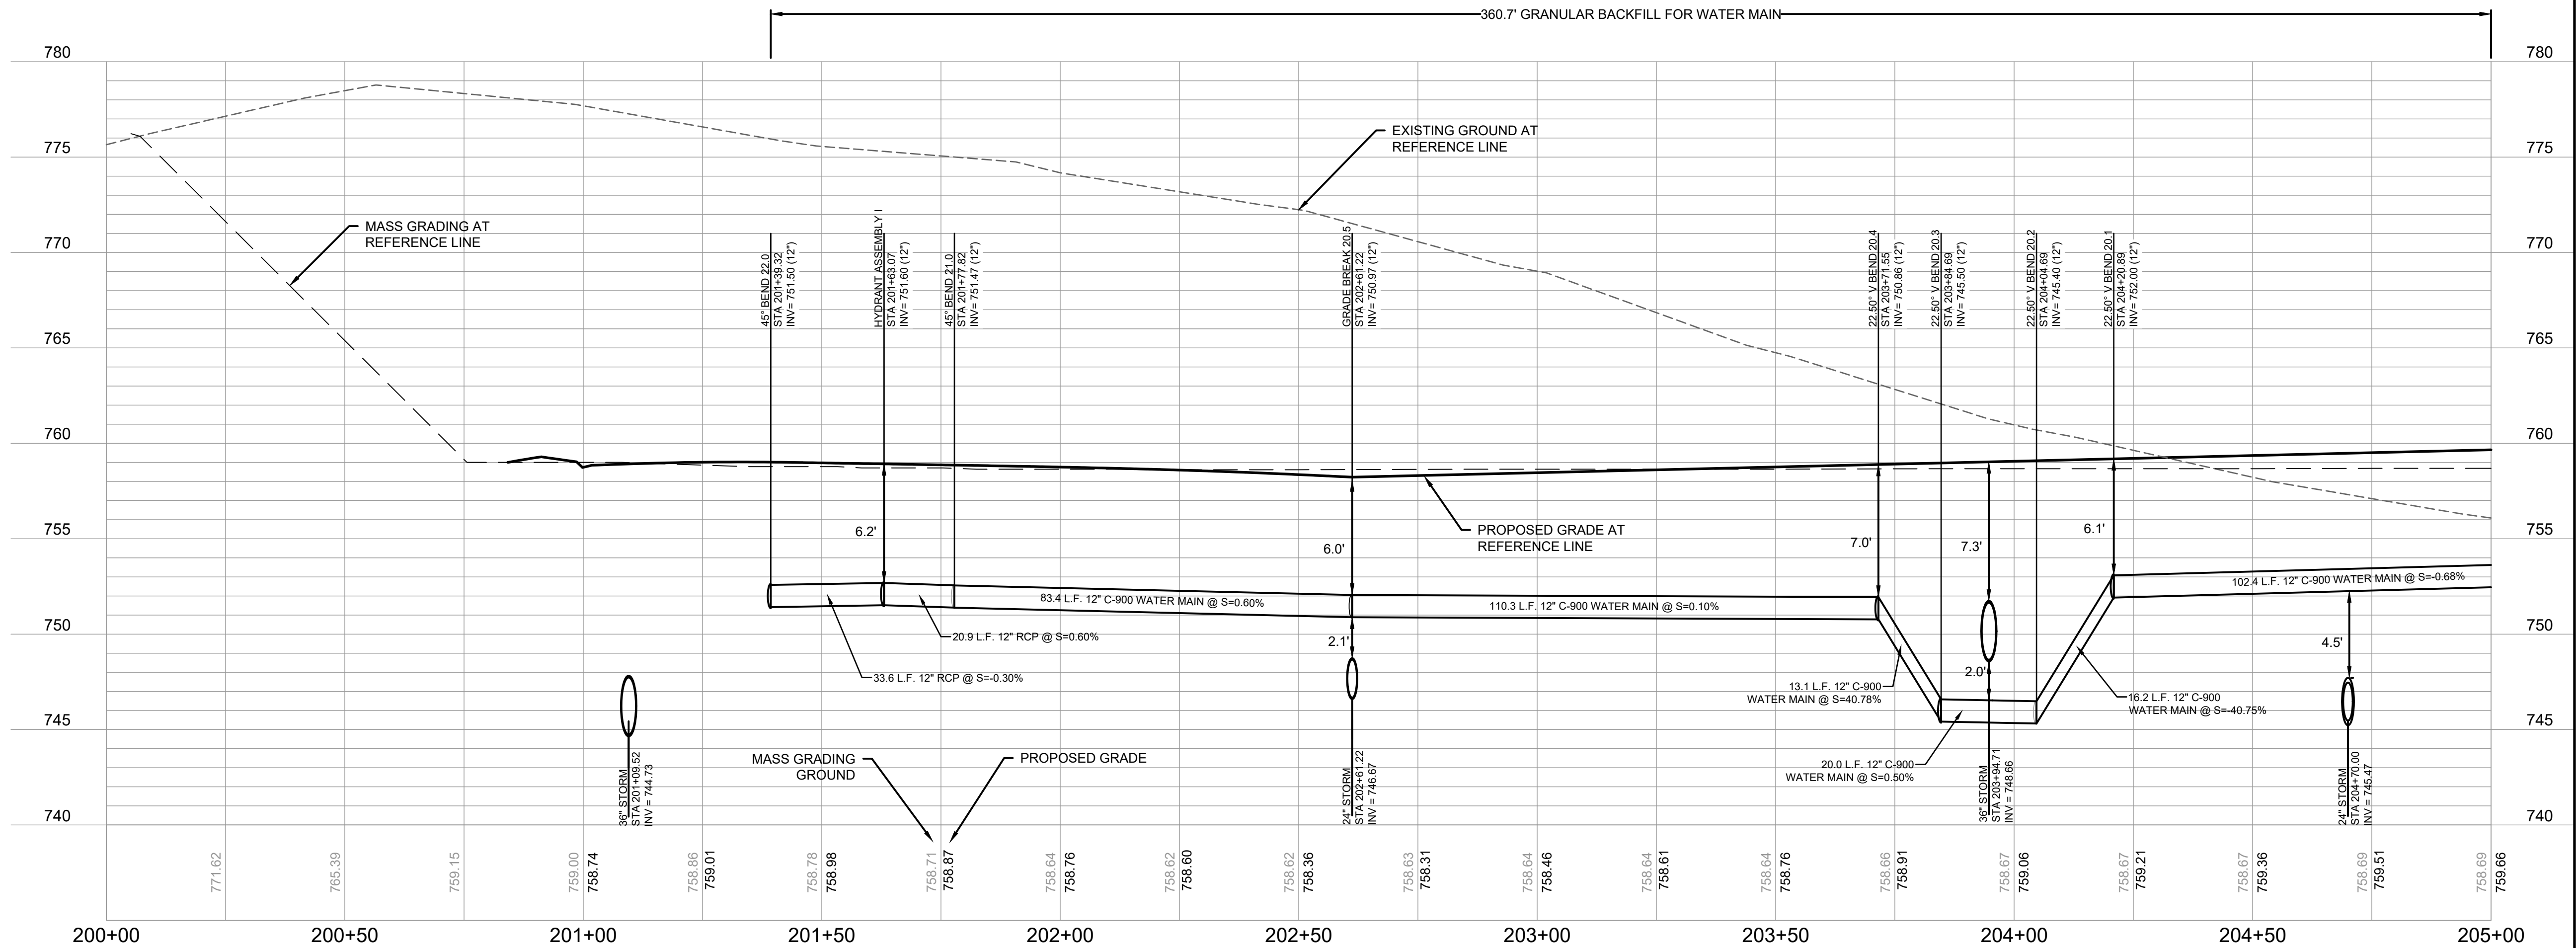 360.7' GRANULAR BACKFILL FOR WATER MAIN
780
780
775
775
770
770
765
765
760
760
755
755
750
750
745
745
740
740
EXISTING GROUND AT
REFERENCE LINE
MASS GRADING AT
REFERENCE LINE
45° BEND 22.0
STA 201+39.32
INV= 751.50 (12")
HYDRANT ASSEMBLY I
STA 201+63.07
INV= 751.60 (12")
45° BEND 21.0
STA 201+77.82
INV= 751.47 (12")
GRADE BREAK 20.5
STA 202+61.22
INV= 750.97 (12")
22.50° V BEND 20.4
STA 203+71.55
INV= 750.86 (12")
22.50° V BEND 20.3
STA 203+84.69
INV= 745.50 (12")
22.50° V BEND 20.2
STA 204+04.69
INV= 745.40 (12")
22.50° V BEND 20.1
STA 204+20.89
INV= 752.00 (12")
6.2'
6.0'
PROPOSED GRADE AT
REFERENCE LINE
7.0'
7.3'
6.1'
83.4 L.F. 12" C-900 WATER MAIN @ S=0.60%
110.3 L.F. 12" C-900 WATER MAIN @ S=0.10%
102.4 L.F. 12" C-900 WATER MAIN @ S=-0.68%
20.9 L.F. 12" RCP @ S=0.60%
33.6 L.F. 12" RCP @ S=-0.30%
2.1'
2.0'
4.5'
13.1 L.F. 12" C-900
WATER MAIN @ S=40.78%
16.2 L.F. 12" C-900
WATER MAIN @ S=-40.75%
20.0 L.F. 12" C-900
WATER MAIN @ S=0.50%
MASS GRADING
GROUND
PROPOSED GRADE
36" STORM
STA 201+09.52
INV = 744.73
24" STORM
STA 202+61.22
INV = 746.67
36" STORM
STA 203+94.71
INV = 748.66
24" STORM
STA 204+70.00
INV = 745.47
771.62
765.39
759.15
759.00
758.74
758.86
759.01
758.78
758.98
758.71
758.87
758.64
758.76
758.62
758.60
758.62
758.36
758.63
758.31
758.64
758.46
758.64
758.61
758.64
758.76
758.66
758.91
758.67
759.06
758.67
759.21
758.67
759.36
758.69
759.51
758.69
759.66
200+00
200+50
201+00
201+50
202+00
202+50
203+00
203+50
204+00
204+50
205+00